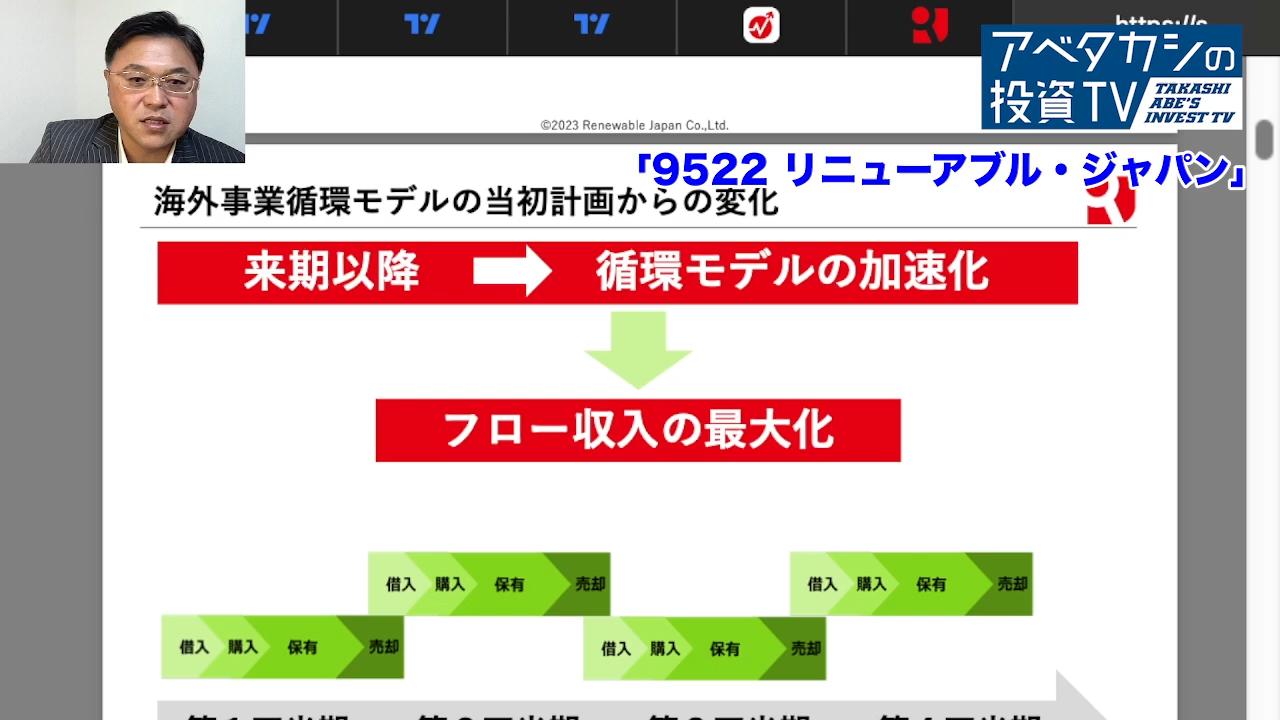 https://s
アベタカシの
投資TV
TAKASHI
ABE'S
INVEST TV
©2023 Renewable Japan Co.,Ltd.
「9522 リニューアブル・ジャパン」
海外事業循環モデルの当初計画からの変化
来期以降 循環モデルの加速化
フロー収入の最大化
借入 購入 保有 売却
借入 購入 保有 売却
借入 購入 保有 売却
借入 購入 保有 売却